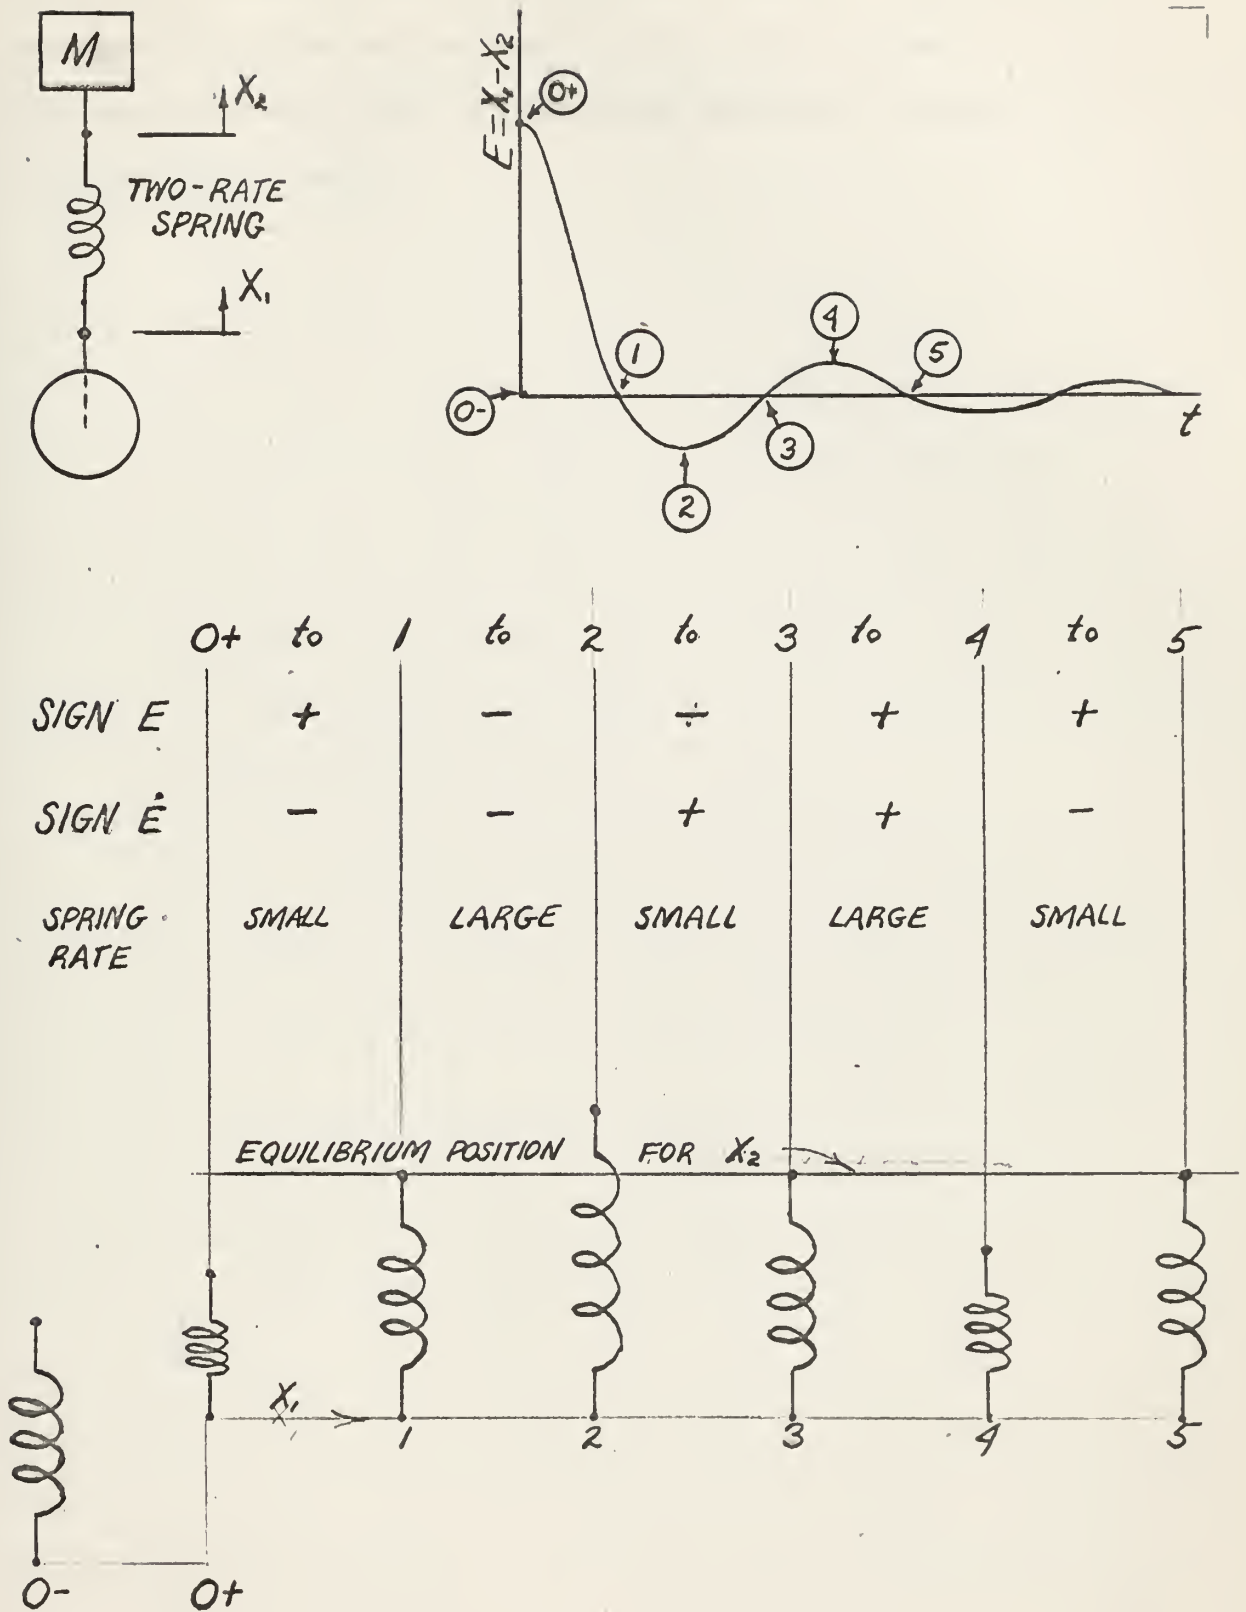 M
X₂
TWO-RATE
SPRING
X₁
E=X₁-X₂
0+
0-
1
2
3
4
5
t
0+ to 1 to 2 to 3 to 4 to 5
SIGN E + - ÷ + +
SIGN Ė - - + + -
SPRING SMALL LARGE SMALL LARGE SMALL
RATE
EQUILIBRIUM POSITION FOR X₂
X₁
1 2 3 4 5
0- 0+